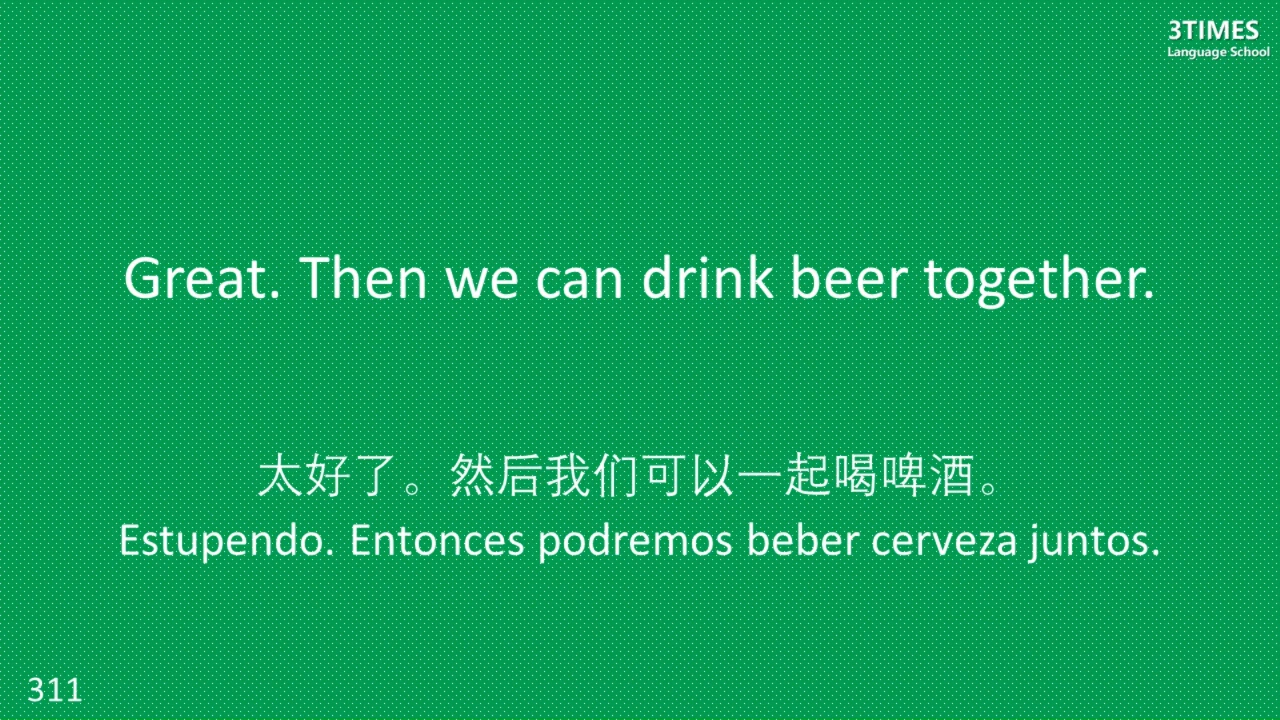 3TIMES
Language School
Great. Then we can drink beer together.
太好了。然后我们可以一起喝啤酒。
Estupendo. Entonces podremos beber cerveza juntos.
311